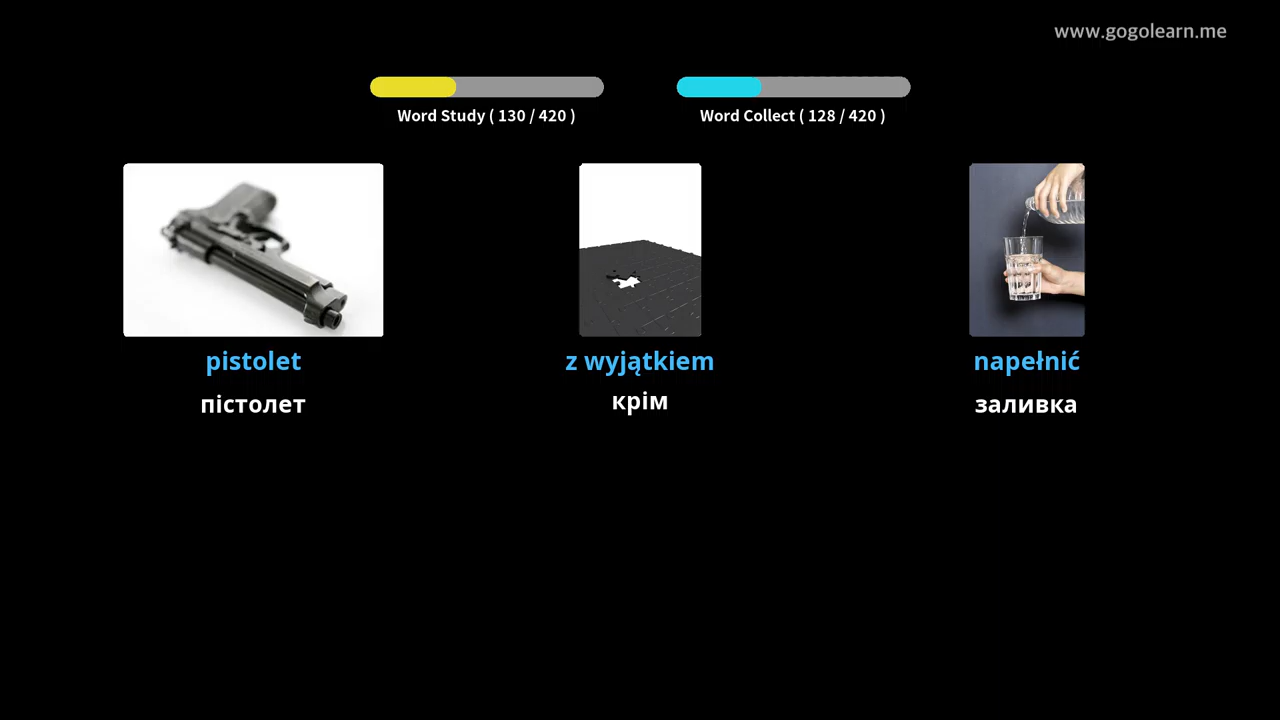 www.gogolearn.me
Word Study ( 130 / 420 )
Word Collect ( 128 / 420 )
pistolet
z wyjątkiem
napełnić
пістолет
крім
заливка